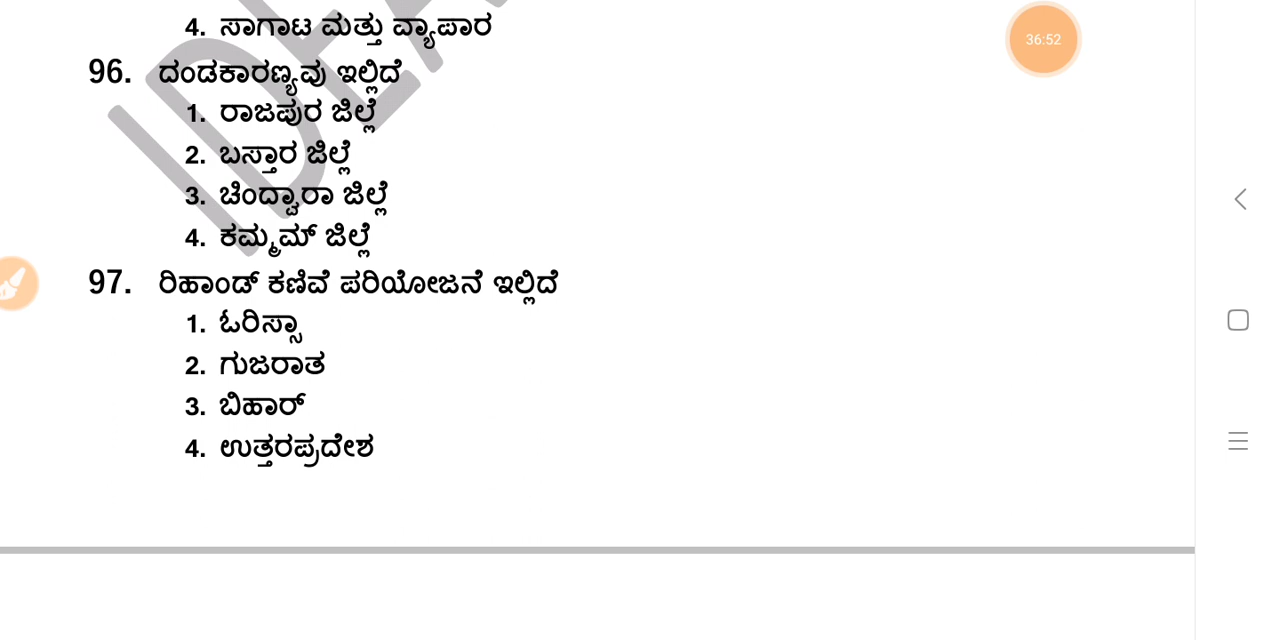 4. ಸಾಗಾಟ ಮತ್ತು ವ್ಯಾಪಾರ
36:52
96. ದಂಡಕಾರಣ್ಯವು ಇಲ್ಲಿದೆ
1. ರಾಜಪುರ ಜಿಲ್ಲೆ
2. ಬಸ್ತಾರ ಜಿಲ್ಲೆ
3. ಚಿಂದ್ವಾರಾ ಜಿಲ್ಲೆ
4. ಕಮ್ಮಮ್ ಜಿಲ್ಲೆ
97. ರಿಹಾಂಡ್ ಕಣಿವೆ ಪರಿಯೋಜನೆ ಇಲ್ಲಿದೆ
1. ಓರಿಸ್ಸಾ
2. ಗುಜರಾತ
3. ಬಿಹಾರ್
4. ಉತ್ತರಪ್ರದೇಶ